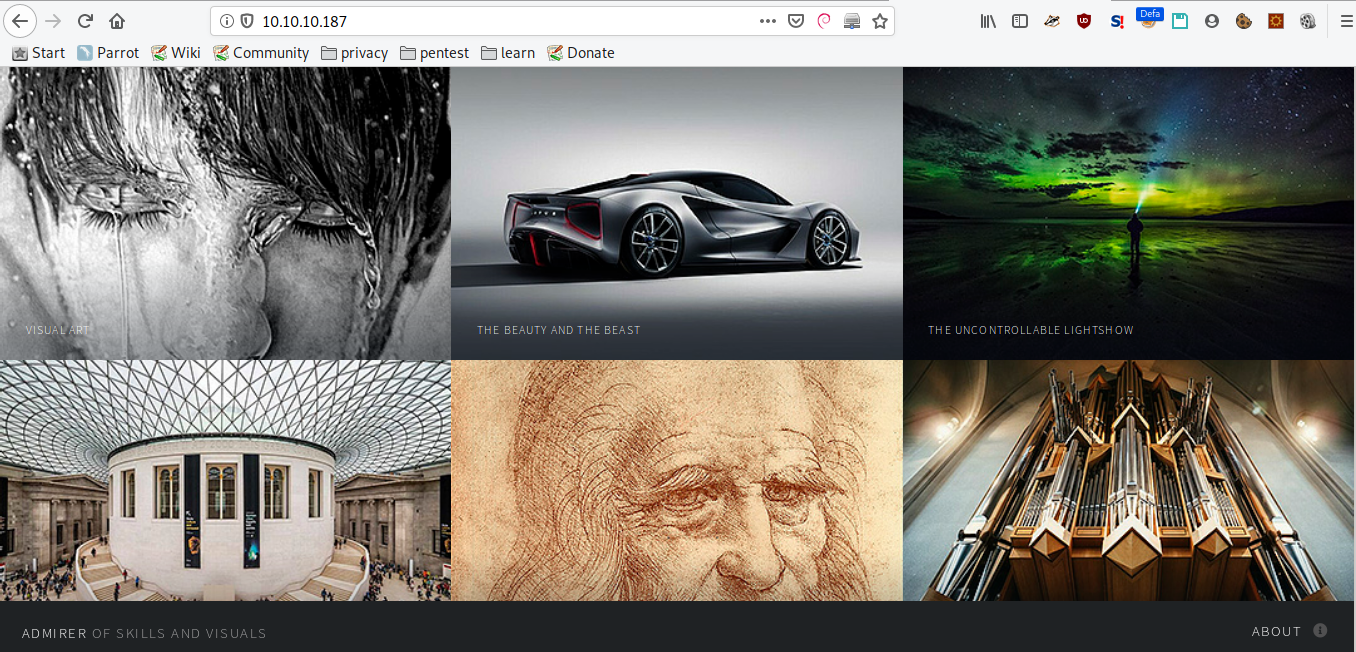 10.10.10.187
Defa
Start Parrot Wiki Community privacy pentest learn Donate
VISUAL ART
THE BEAUTY AND THE BEAST
THE UNCONTROLLABLE LIGHTSHOW
ADMIRER OF SKILLS AND VISUALS
ABOUT